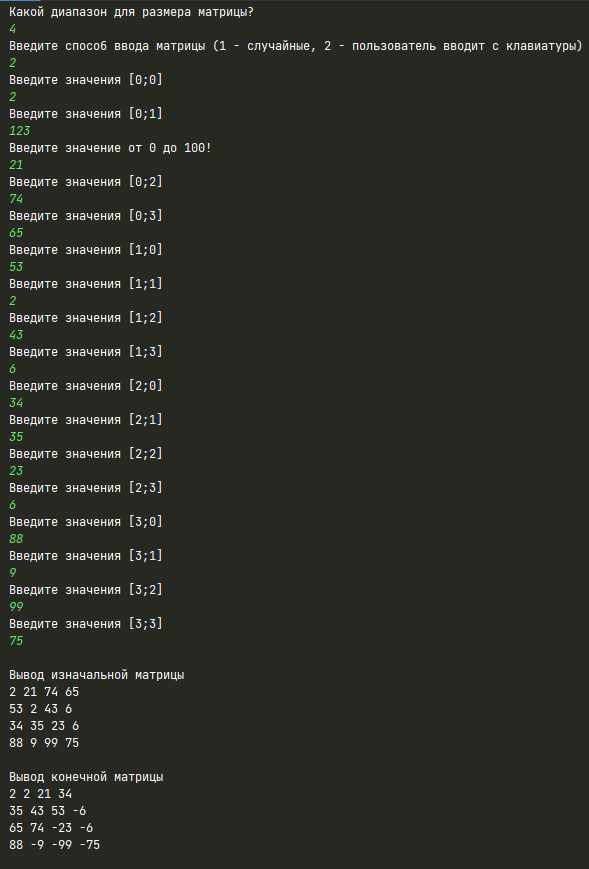 Какой диапазон для размера матрицы?
4
Введите способ ввода матрицы (1 - случайные, 2 - пользователь вводит с клавиатуры)
2
Введите значения [0;0]
2
Введите значения [0;1]
123
Введите значение от 0 до 100!
21
Введите значения [0;2]
74
Введите значения [0;3]
65
Введите значения [1;0]
53
Введите значения [1;1]
2
Введите значения [1;2]
43
Введите значения [1;3]
6
Введите значения [2;0]
34
Введите значения [2;1]
35
Введите значения [2;2]
23
Введите значения [2;3]
6
Введите значения [3;0]
88
Введите значения [3;1]
9
Введите значения [3;2]
99
Введите значения [3;3]
75
Вывод изначальной матрицы
2 21 74 65
53 2 43 6
34 35 23 6
88 9 99 75
Вывод конечной матрицы
2 2 21 34
35 43 53 -6
65 74 -23 -6
88 -9 -99 -75